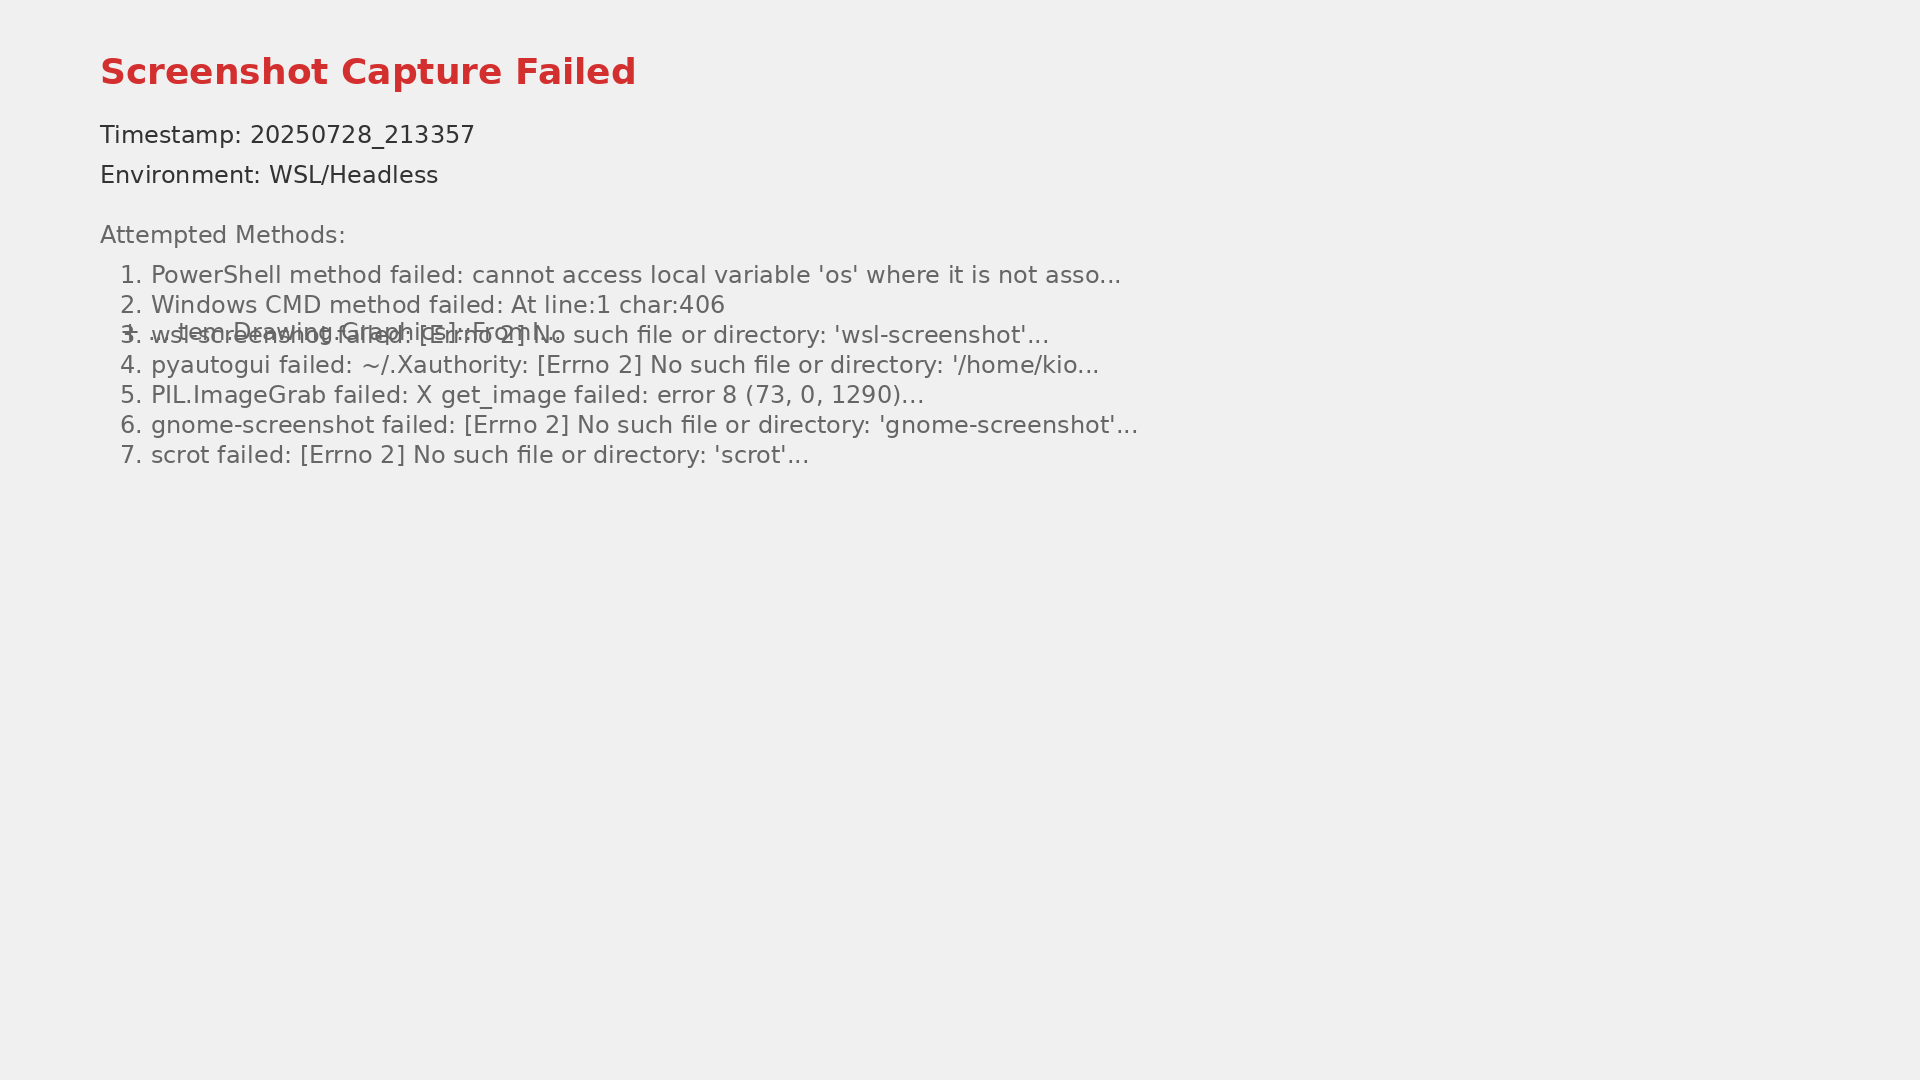 Screenshot Capture Failed
Timestamp: 20250728_213357
Environment: WSL/Headless
Attempted Methods:
1. PowerShell method failed: cannot access local variable 'os' where it is not asso...
2. Windows CMD method failed: At line:1 char:406
+ ... tem.Drawing.Graphics]::FromI...
3. wsl-screenshot failed: [Errno 2] No such file or directory: 'wsl-screenshot'...
4. pyautogui failed: ~/.Xauthority: [Errno 2] No such file or directory: '/home/kio...
5. PIL.ImageGrab failed: X get_image failed: error 8 (73, 0, 1290)...
6. gnome-screenshot failed: [Errno 2] No such file or directory: 'gnome-screenshot'...
7. scrot failed: [Errno 2] No such file or directory: 'scrot'...